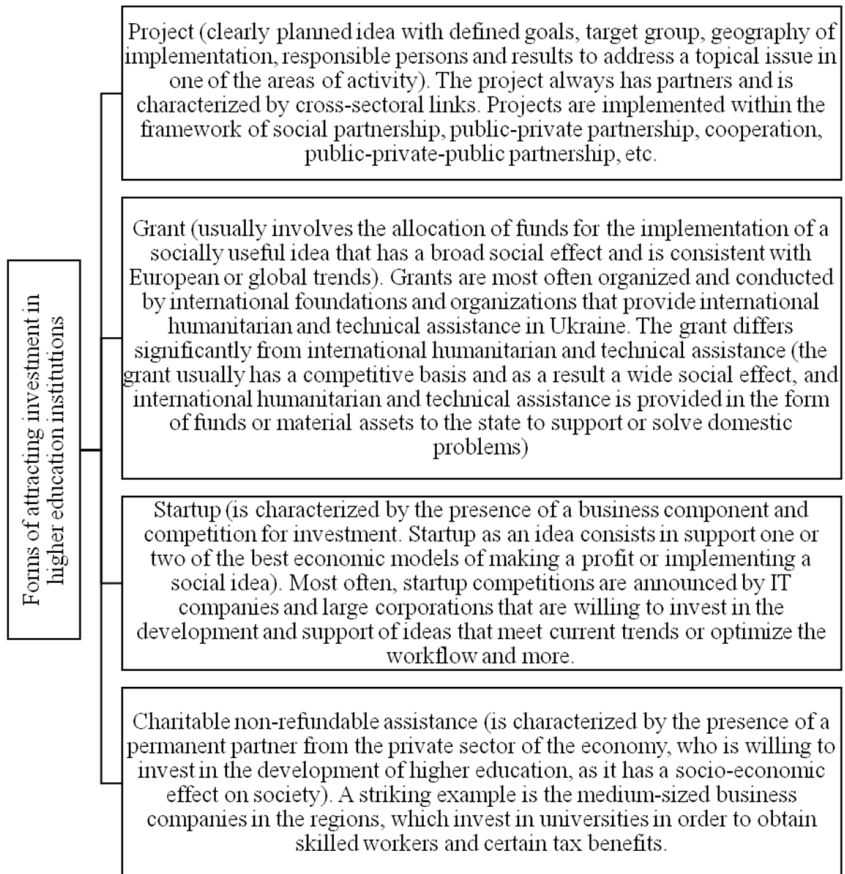 Forms of attracting investment in
higher education institutions
Project (clearly planned idea with defined goals, target group, geography of
implementation, responsible persons and results to address a topical issue in
one of the areas of activity). The project always has partners and is
characterized by cross-sectoral links. Projects are implemented within the
framework of social partnership, public-private partnership, cooperation,
public-private-public partnership, etc.
Grant (usually involves the allocation of funds for the implementation of a
socially useful idea that has a broad social effect and is consistent with
European or global trends). Grants are most often organized and conducted
by international foundations and organizations that provide international
humanitarian and technical assistance in Ukraine. The grant differs
significantly from international humanitarian and technical assistance (the
grant usually has a competitive basis and as a result a wide social effect, and
international humanitarian and technical assistance is provided in the form
of funds or material assets to the state to support or solve domestic
problems)
Startup (is characterized by the presence of a business component and
competition for investment. Startup as an idea consists in support one or
two of the best economic models of making a profit or implementing a
social idea). Most often, startup competitions are announced by IT
companies and large corporations that are willing to invest in the
development and support of ideas that meet current trends or optimize the
workflow and more.
Charitable non-refundable assistance (is characterized by the presence of a
permanent partner from the private sector of the economy, who is willing to
invest in the development of higher education, as it has a socio-economic
effect on society). A striking example is the medium-sized business
companies in the regions, which invest in universities in order to obtain
skilled workers and certain tax benefits.